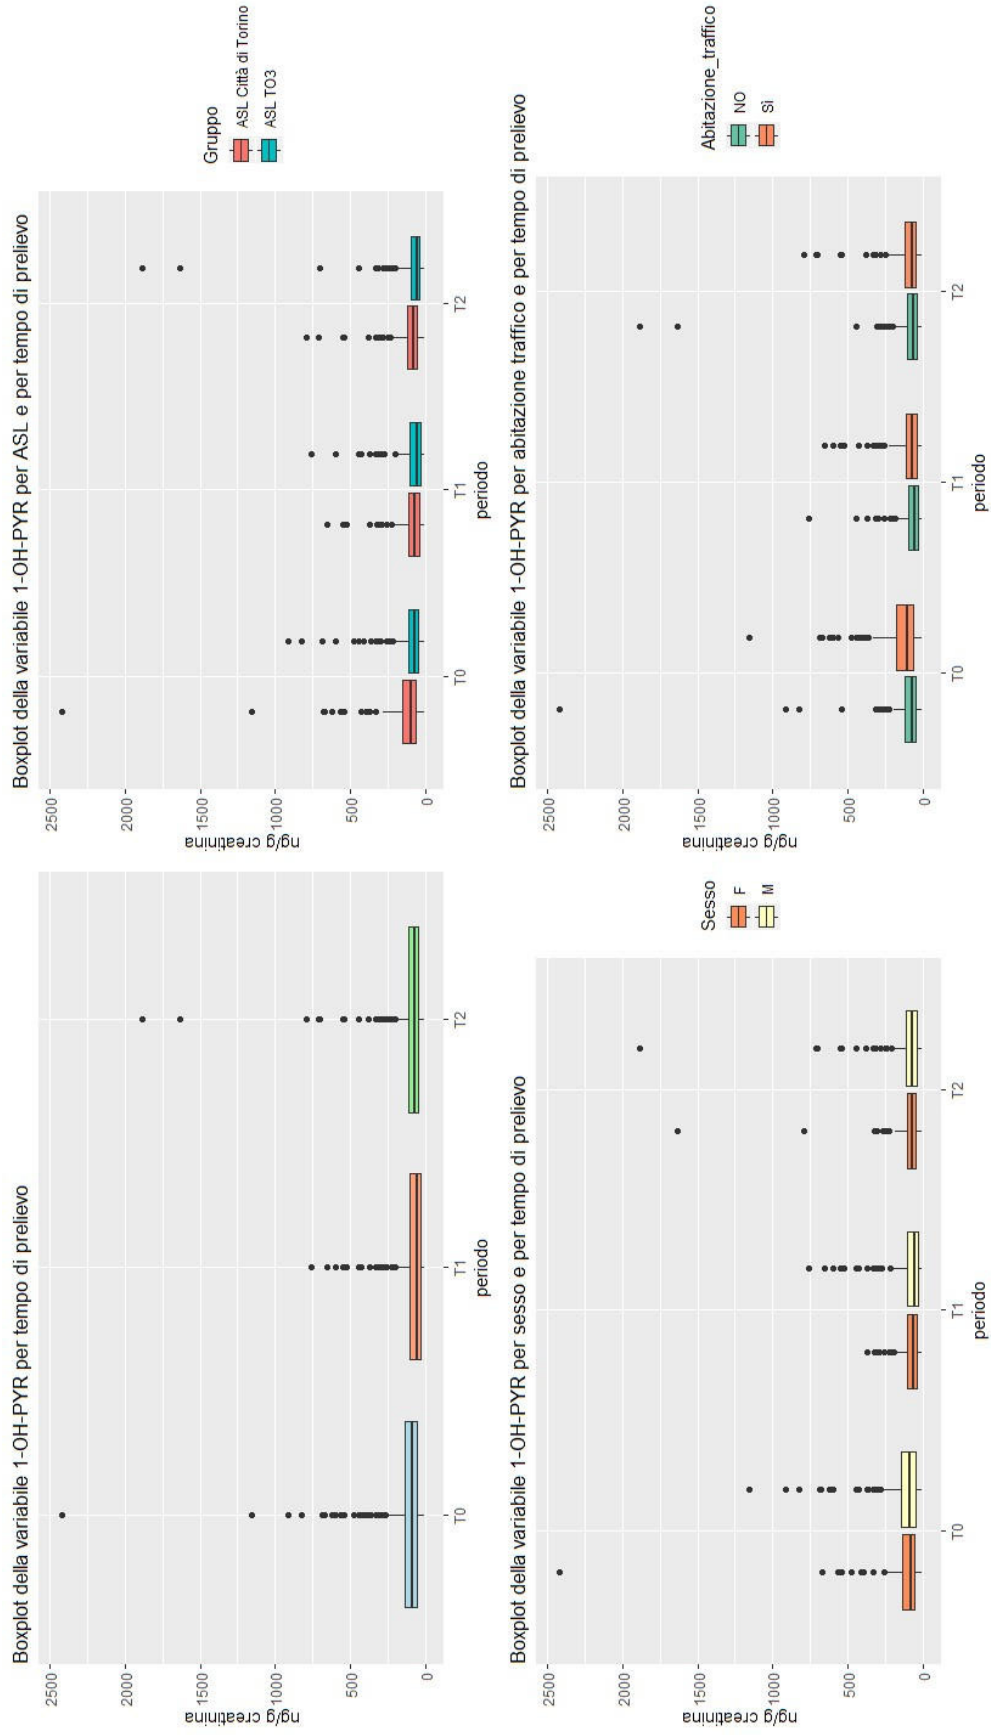 Boxplot della variabile 1-OH-PYR per tempo di prelievo
ng/g creatinina
2500
2000
1500
1000
500
0
T0
T1
T2
periodo
Boxplot della variabile 1-OH-PYR per ASL e per tempo di prelievo
ng/g creatinina
2500
2000
1500
1000
500
0
T0
T1
T2
periodo
Gruppo
ASL Città di Torino
ASL TO3
Boxplot della variabile 1-OH-PYR per sesso e per tempo di prelievo
ng/g creatinina
2500
2000
1500
1000
500
0
T0
T1
T2
periodo
Sesso
F
M
Boxplot della variabile 1-OH-PYR per abitazione traffico e per tempo di prelievo
ng/g creatinina
2500
2000
1500
1000
500
0
T0
T1
T2
periodo
Abitazione_traffico
NO
Sì